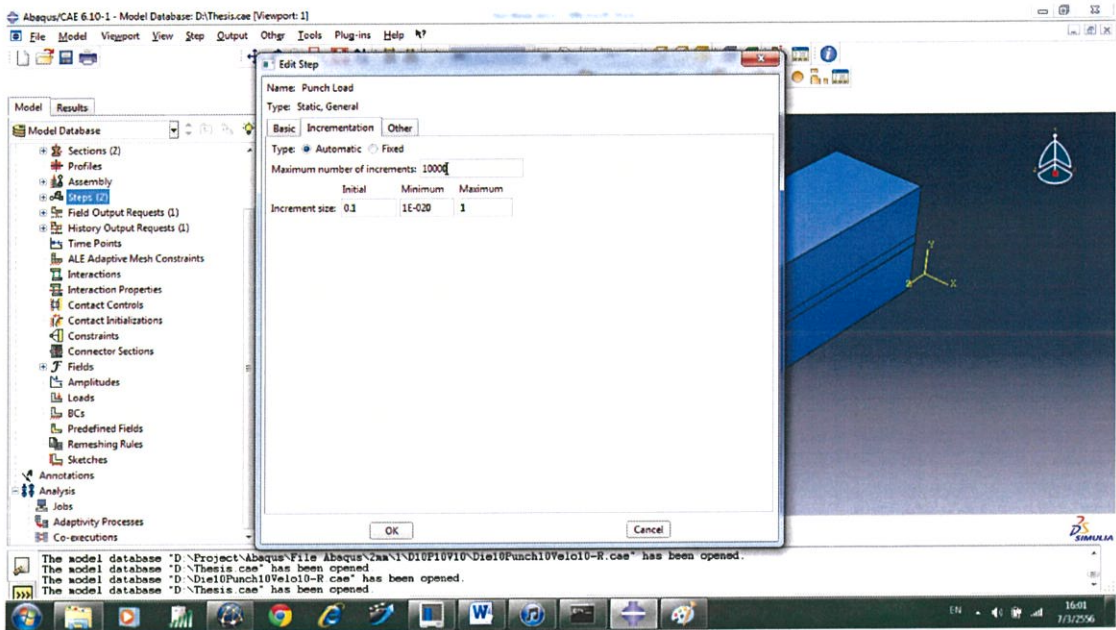 Abaqus/CAE 6.10-1 - Model Database: D:\Thesis.cae [Viewport: 1]
File Model Viewport View Step Output Other Tools Plug-ins Help
Edit Step
Name: Punch Load
Type: Static, General
Model Results
Basic Incrementation Other
Model Database
Type: Automatic Fixed
Sections (2)
Maximum number of increments: 10000
Profiles
Assembly
Initial Minimum Maximum
Steps (2)
Increment size: 0.1 1E-020 1
Field Output Requests (1)
History Output Requests (1)
Time Points
ALE Adaptive Mesh Constraints
Y
Interactions
Z X
Interaction Properties
Contact Controls
Contact Initializations
Constraints
Connector Sections
Fields
Amplitudes
Loads
BCs
Predefined Fields
Remeshing Rules
Sketches
Annotations
Analysis
Jobs
Adaptivity Processes
Co-executions
OK Cancel
SIMULIA
The model database "D:\Project\Abaqus\File Abaqus\2mm\1\D10P10V10\Die10Punch10Velo10-R.cae" has been opened.
The model database "D:\Thesis.cae" has been opened
The model database "D:\Die10Punch10Velo10-R cae" has been opened.
The model database "D:\Thesis.cae" has been opened.
EN 16:01
7/3/2556